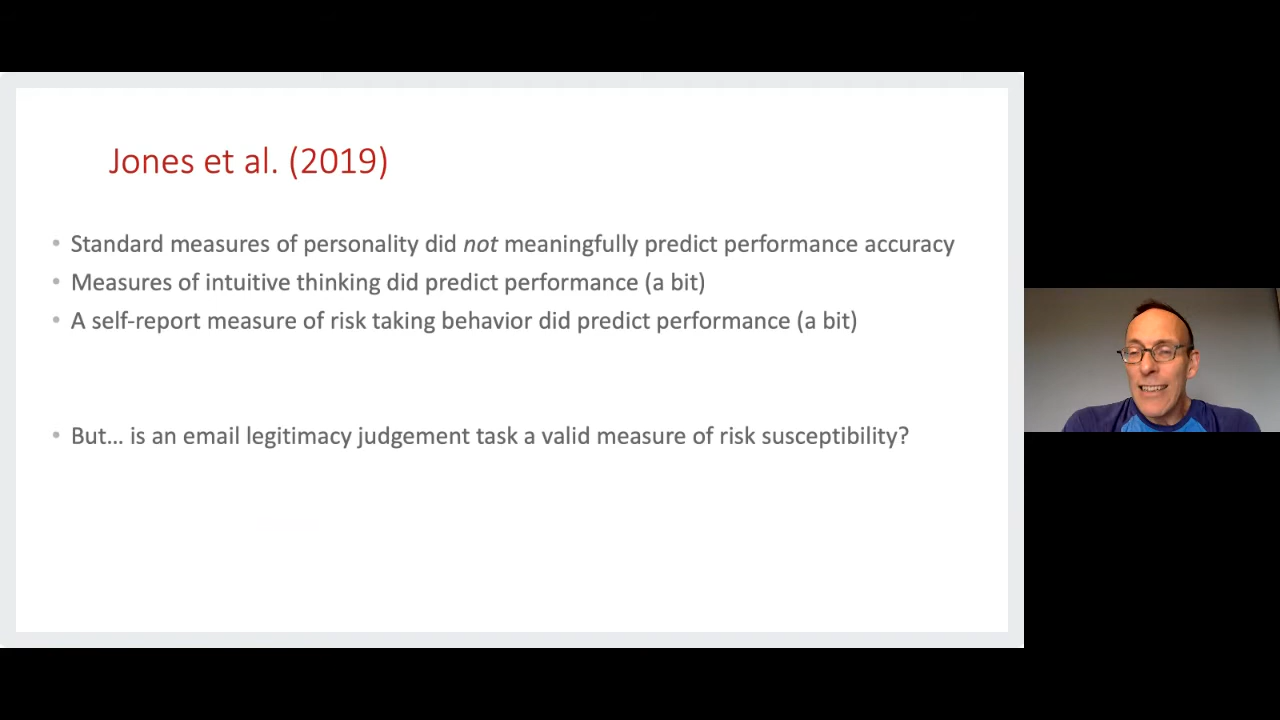 Jones et al. (2019)
• Standard measures of personality did not meaningfully predict performance accuracy
• Measures of intuitive thinking did predict performance (a bit)
• A self-report measure of risk taking behavior did predict performance (a bit)
• But... is an email legitimacy judgement task a valid measure of risk susceptibility?